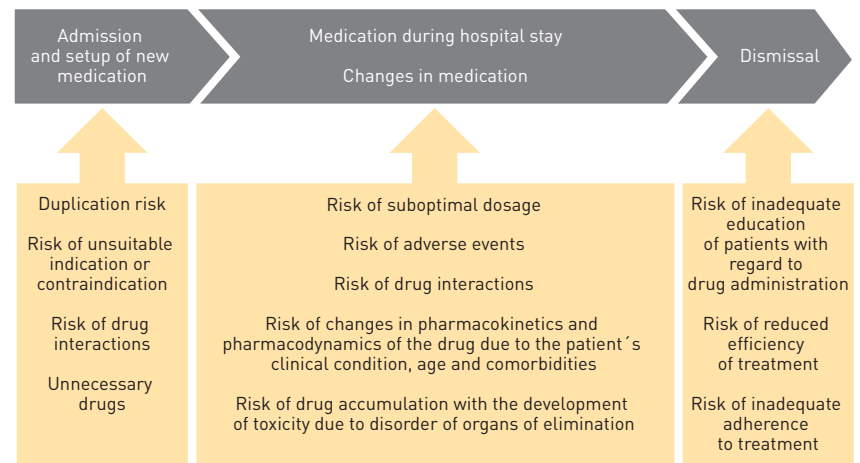 Admission
and setup of new
medication
Medication during hospital stay
Changes in medication
Dismissal
Duplication risk
Risk of unsuitable
indication or
contraindication
Risk of drug
interactions
Unnecessary
drugs
Risk of suboptimal dosage
Risk of adverse events
Risk of drug interactions
Risk of changes in pharmacokinetics and
pharmacodynamics of the drug due to the patient´s
clinical condition, age and comorbidities
Risk of drug accumulation with the development
of toxicity due to disorder of organs of elimination
Risk of inadequate
education
of patients with
regard to
drug administration
Risk of reduced
efficiency
of treatment
Risk of inadequate
adherence
to treatment